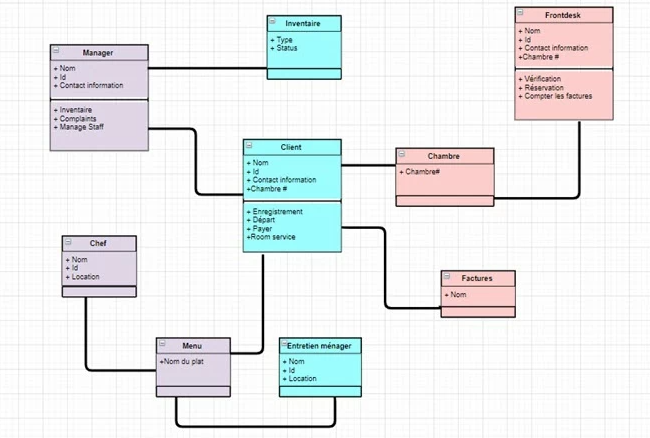 Inventaire
+ Type
+ Status
Frontdesk
+ Nom
+ Id
+ Contact information
+Chambre #
+ Vérification
+ Réservation
+ Compter les factures
Manager
+ Nom
+ Id
+ Contact information
+ Inventaire
+ Complaints
+ Manage Staff
Client
+ Nom
+ Id
+ Contact information
+Chambre #
+ Enregistrement
+ Départ
+ Payer
+Room service
Chambre
+ Chambre#
Chef
+ Nom
+ Id
+ Location
Factures
+ Nom
Menu
+Nom du plat
Entretien ménager
+ Nom
+ Id
+ Location